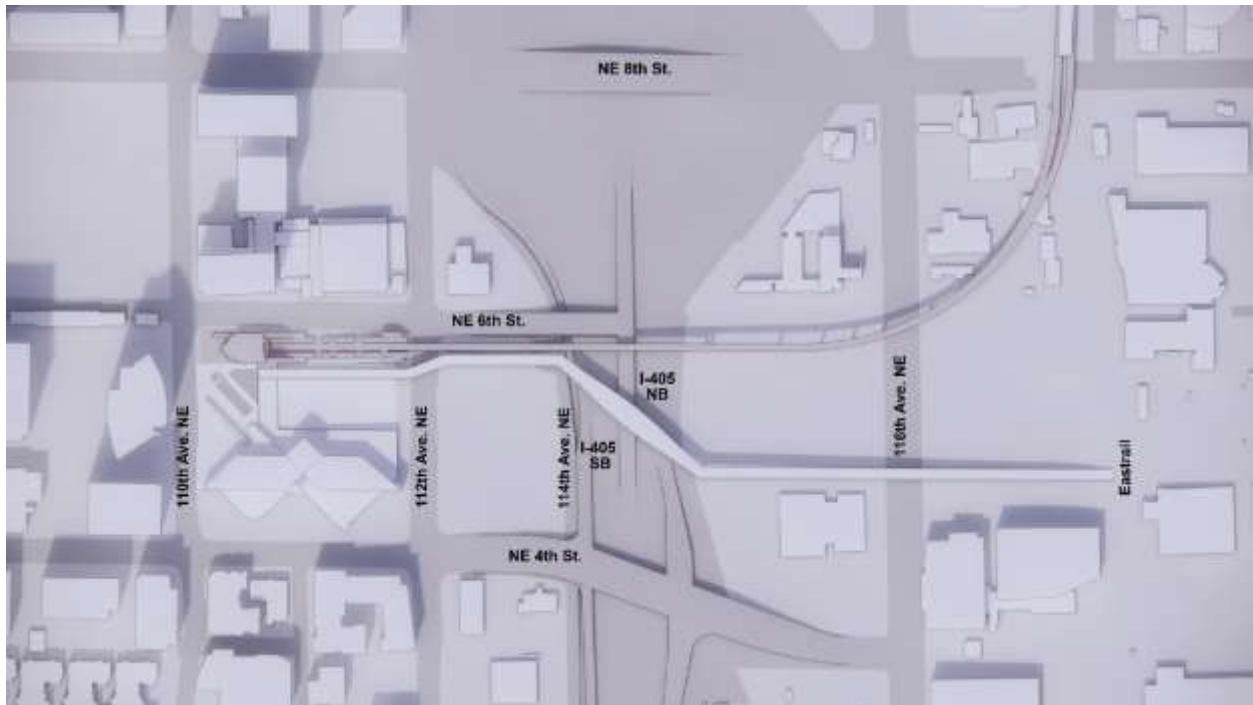 NE 8th St.
NE 6th St.
I-405
NB
110th Ave. NE
112th Ave. NE
114th Ave. NE
I-405
SB
116th Ave. NE
Eastrail
NE 4th St.